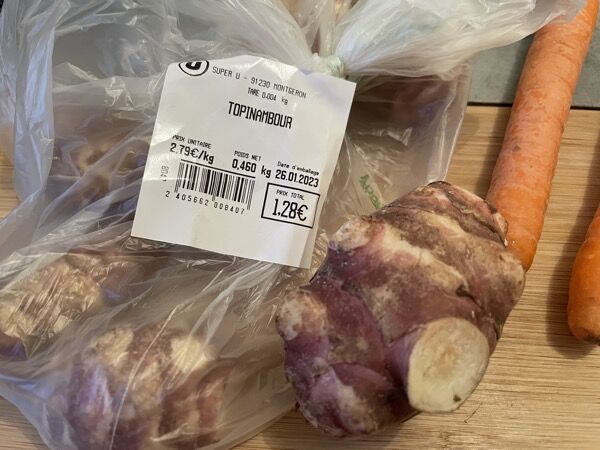 SUPER U - 91230 MONTGERON
TARE 0.004 kg
TOPINAMBOUR
PRIX UNITAIRE POIDS NET Date d'emballage
2.79€/kg 0.460 kg 26.01.2023
PRIX TOTAL
1.28€
2 405662 008407